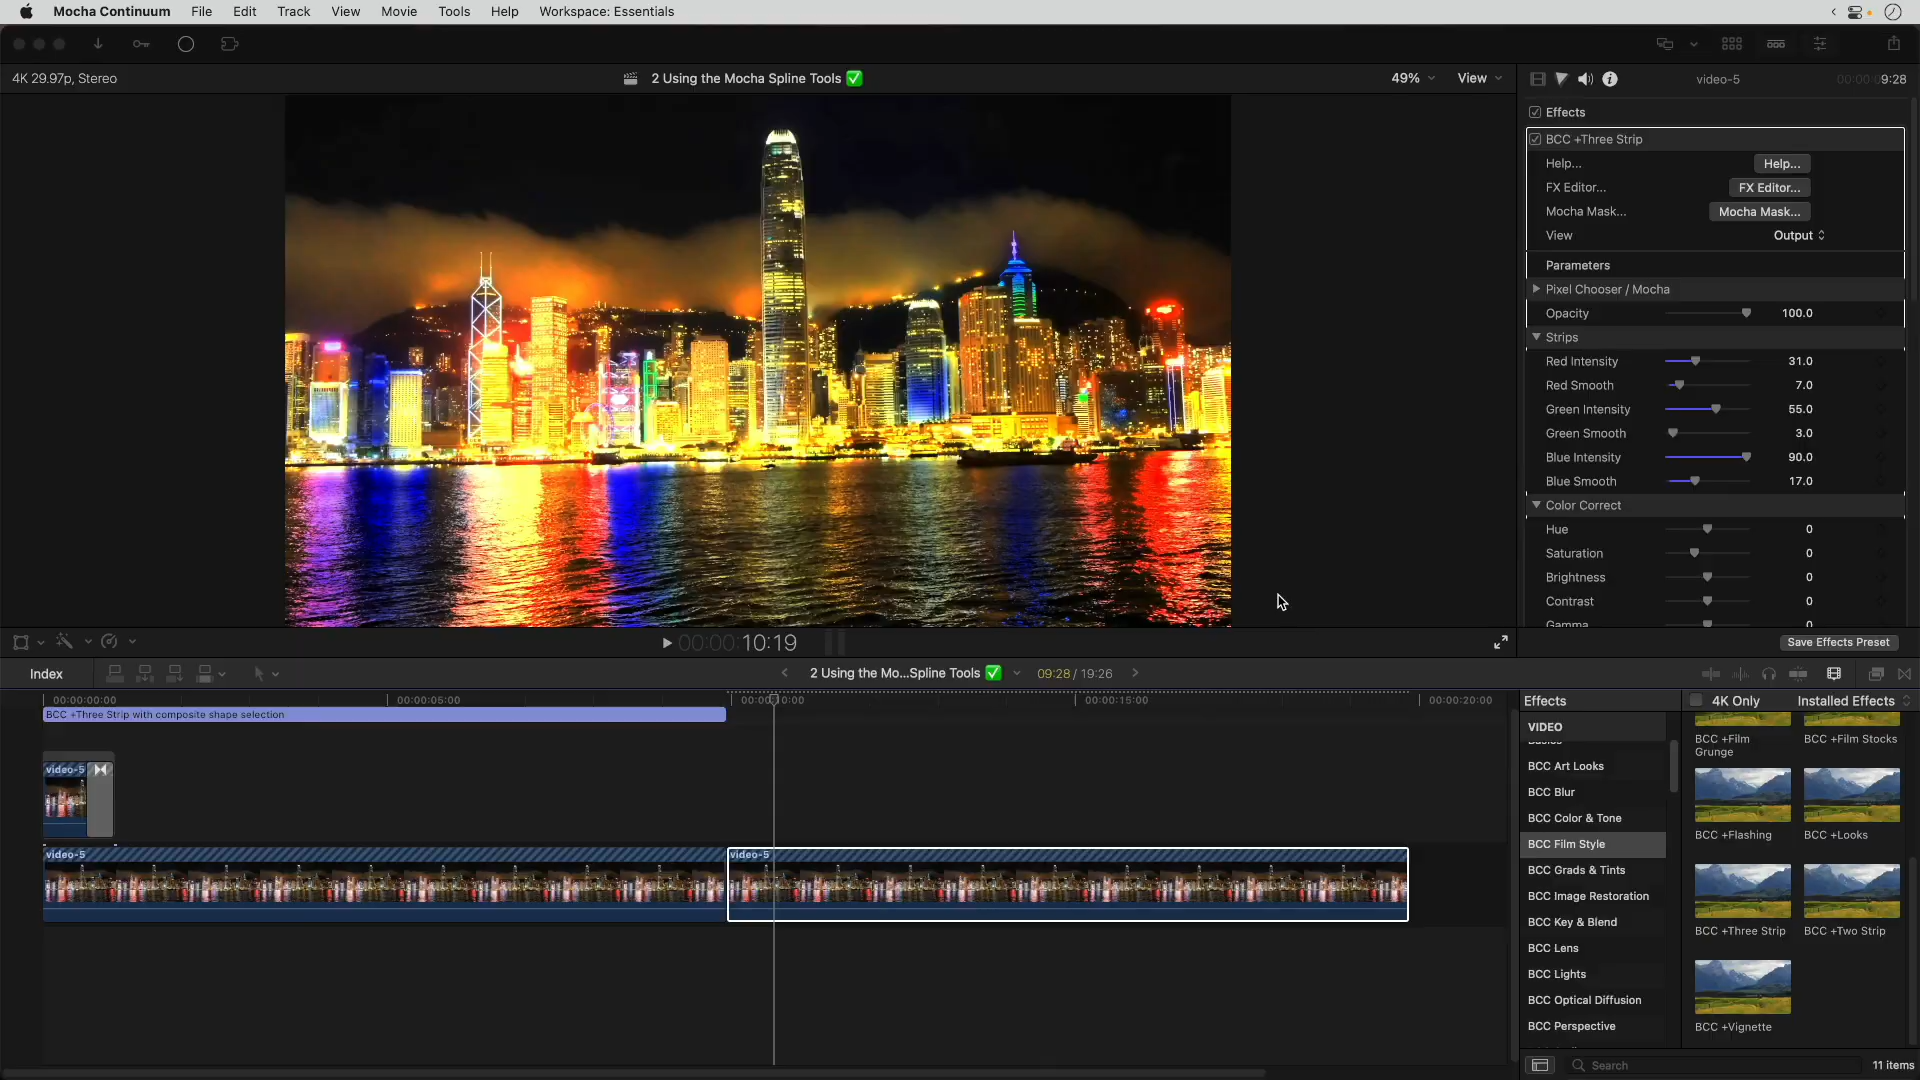 Mocha Continuum File Edit Track View Movie Tools Help Workspace: Essentials
4K 29.97p, Stereo
2 Using the Mocha Spline Tools ✅
49% View
video-5
00:00:09:28
Effects
BCC +Three Strip
Help... Help...
FX Editor... FX Editor...
Mocha Mask... Mocha Mask...
View Output
Parameters
Pixel Chooser / Mocha
Opacity 100.0
Strips
Red Intensity 31.0
Red Smooth 7.0
Green Intensity 55.0
Green Smooth 3.0
Blue Intensity 90.0
Blue Smooth 17.0
Color Correct
Hue 0
Saturation 0
Brightness 0
Contrast 0
Gamma 0
00:00:10:19
Save Effects Preset
Index
2 Using the Mo...Spline Tools ✅ 09:28 / 19:26
00:00:00:00 00:00:05:00 00:00:10:00 00:00:15:00 00:00:20:00
BCC +Three Strip with composite shape selection
video-5
video-5
video-5
Effects
4K Only Installed Effects
VIDEO
Basics
BCC Art Looks
BCC Blur
BCC Color & Tone
BCC Film Style
BCC Grads & Tints
BCC Image Restoration
BCC Key & Blend
BCC Lens
BCC Lights
BCC Optical Diffusion
BCC Perspective
BCC +Film Grunge
BCC +Film Stocks
BCC +Flashing
BCC +Looks
BCC +Three Strip
BCC +Two Strip
BCC +Vignette
Search
11 items